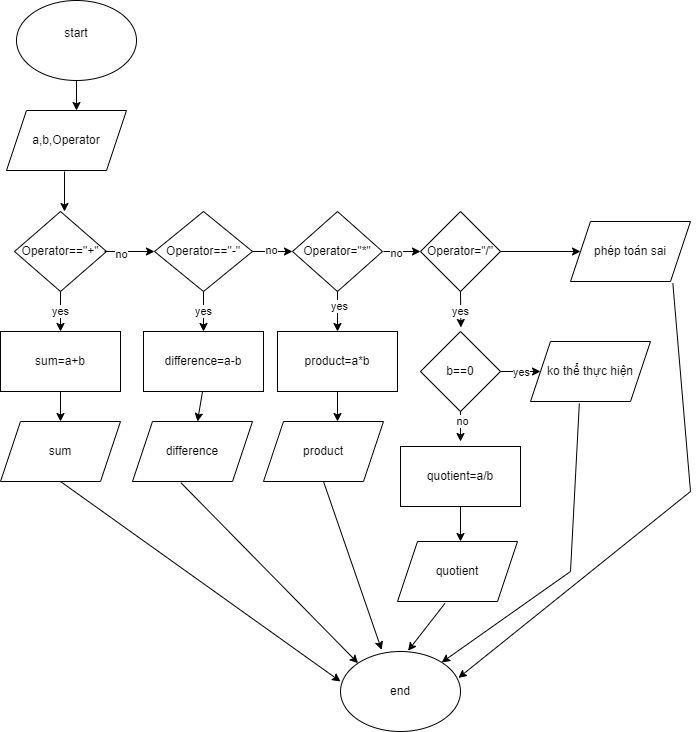 start
a,b,Operator
Operator=="+"
no
Operator=="-"
no
Operator="*"
no
Operator="/"
phép toán sai
yes
yes
yes
yes
sum=a+b
difference=a-b
product=a*b
b==0
yes
ko thể thực hiện
no
sum
difference
product
quotient=a/b
quotient
end